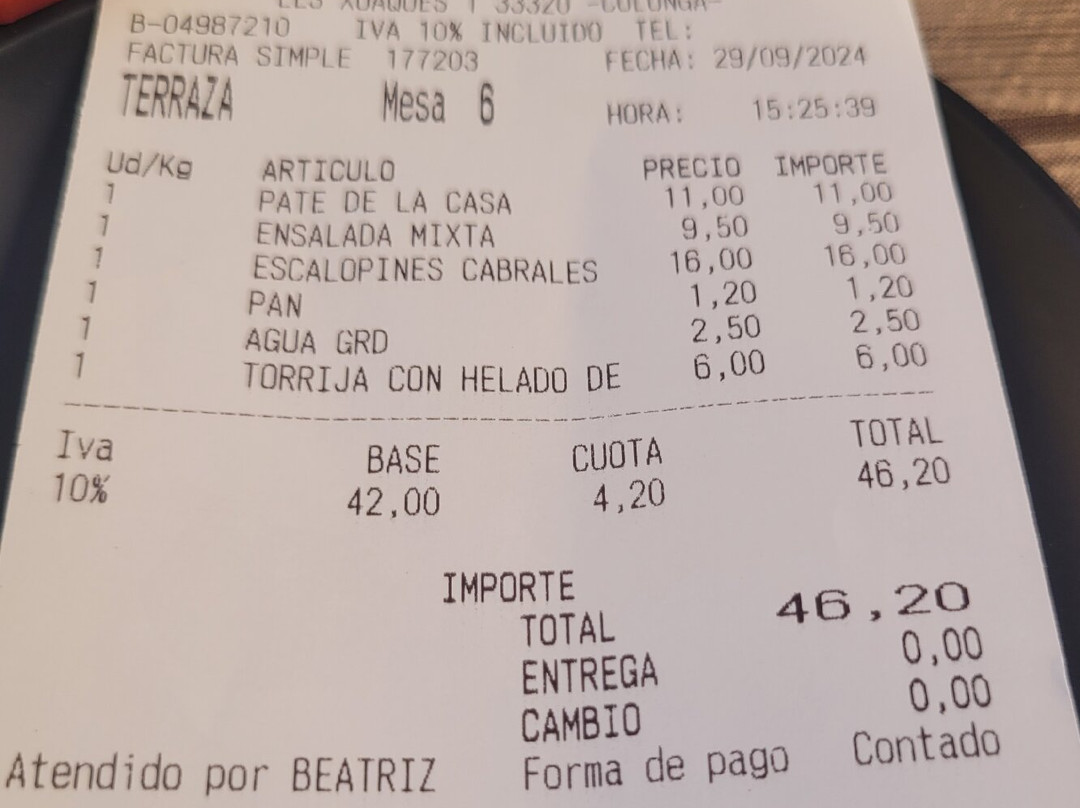 LES XOAQUES 1 33320 -COLUNGA-
B-04987210 IVA 10% INCLUIDO TEL:
FACTURA SIMPLE 177203 FECHA: 29/09/2024
TERRAZA Mesa 6 HORA: 15:25:39
Ud/Kg ARTICULO PRECIO IMPORTE
1 PATE DE LA CASA 11,00 11,00
1 ENSALADA MIXTA 9,50 9,50
1 ESCALOPINES CABRALES 16,00 16,00
1 PAN 1,20 1,20
1 AGUA GRD 2,50 2,50
1 TORRIJA CON HELADO DE 6,00 6,00
Iva BASE CUOTA TOTAL
10% 42,00 4,20 46,20
IMPORTE
TOTAL 46,20
ENTREGA 0,00
CAMBIO 0,00
Atendido por BEATRIZ Forma de pago Contado